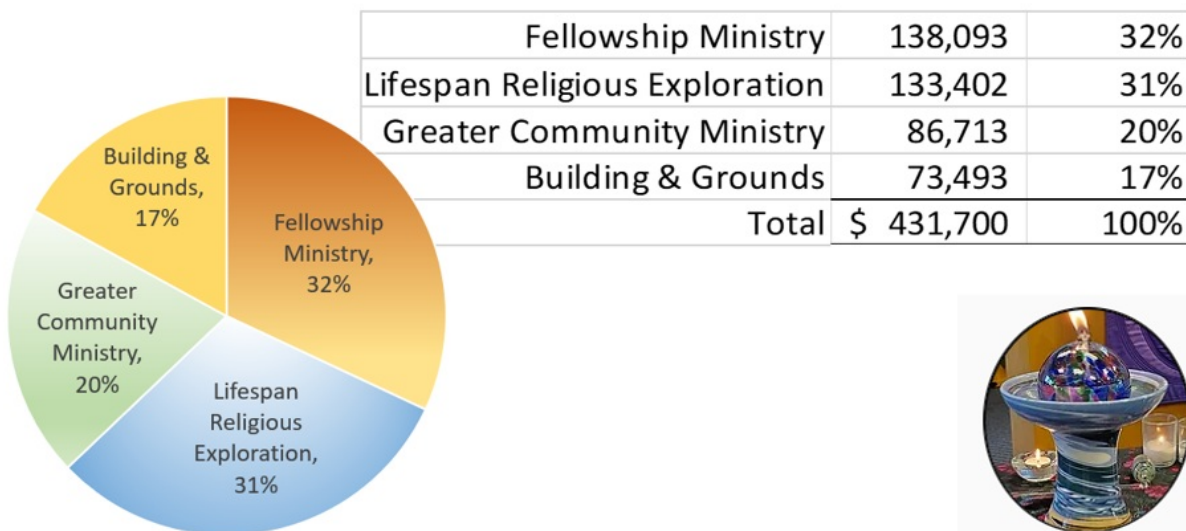 Fellowship Ministry 138,093 32%
Lifespan Religious Exploration 133,402 31%
Greater Community Ministry 86,713 20%
Building & Grounds 73,493 17%
Total $ 431,700 100%
Building &
Grounds,
17%
Fellowship
Ministry,
32%
Greater
Community
Ministry,
20%
Lifespan
Religious
Exploration,
31%